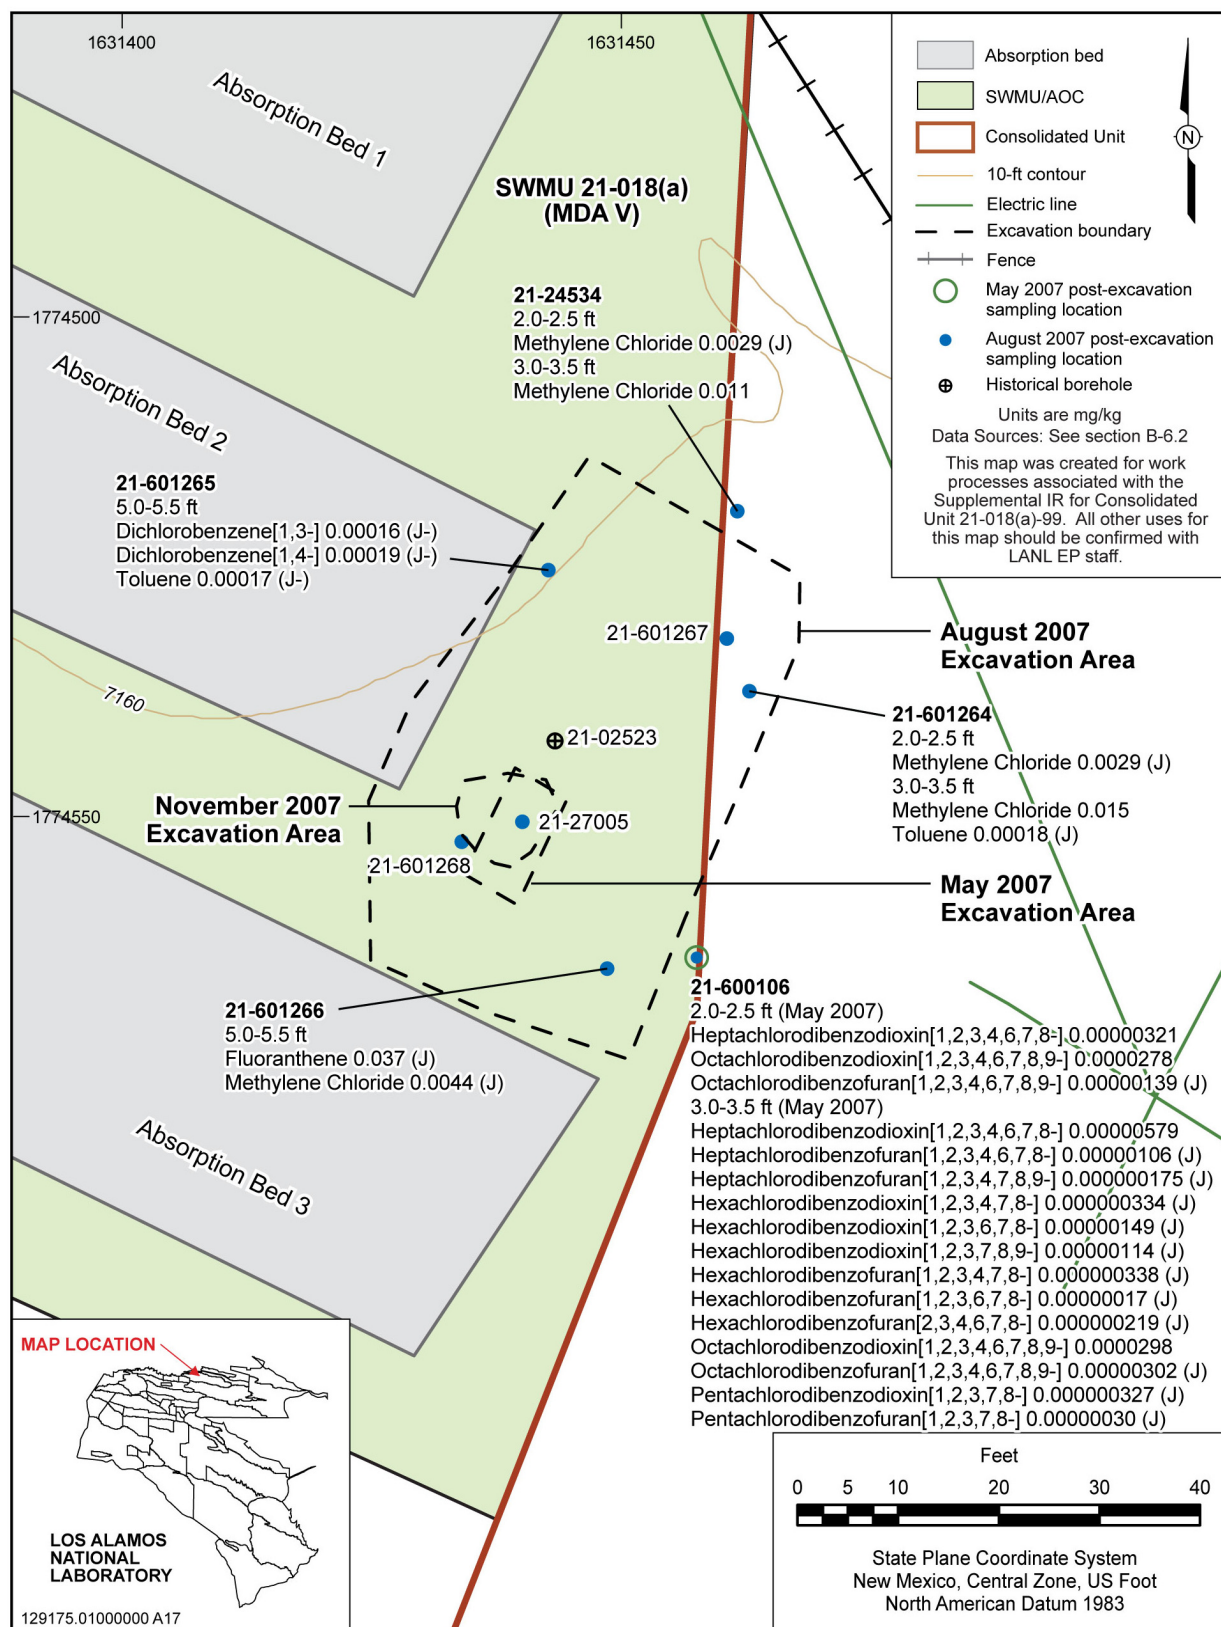 1631400
1631450
Absorption Bed 1
SWMU 21-018(a)
(MDA V)
Absorption bed
SWMU/AOC
Consolidated Unit
10-ft contour
Electric line
Excavation boundary
Fence
May 2007 post-excavation
sampling location
August 2007 post-excavation
sampling location
Historical borehole
Units are mg/kg
Data Sources: See section B-6.2
This map was created for work
processes associated with the
Supplemental IR for Consolidated
Unit 21-018(a)-99. All other uses for
this map should be confirmed with
LANL EP staff.
N
1774500
21-24534
2.0-2.5 ft
Methylene Chloride 0.0029 (J)
3.0-3.5 ft
Methylene Chloride 0.011
Absorption Bed 2
21-601265
5.0-5.5 ft
Dichlorobenzene[1,3-] 0.00016 (J-)
Dichlorobenzene[1,4-] 0.00019 (J-)
Toluene 0.00017 (J-)
21-601267
August 2007
Excavation Area
7160
21-601264
2.0-2.5 ft
Methylene Chloride 0.0029 (J)
3.0-3.5 ft
Methylene Chloride 0.015
Toluene 0.00018 (J)
21-02523
November 2007
Excavation Area
1774550
21-27005
21-601268
May 2007
Excavation Area
21-601266
5.0-5.5 ft
Fluoranthene 0.037 (J)
Methylene Chloride 0.0044 (J)
21-600106
2.0-2.5 ft (May 2007)
Heptachlorodibenzodioxin[1,2,3,4,6,7,8-] 0.00000321
Octachlorodibenzodioxin[1,2,3,4,6,7,8,9-] 0.0000278
Octachlorodibenzofuran[1,2,3,4,6,7,8,9-] 0.00000139 (J)
3.0-3.5 ft (May 2007)
Heptachlorodibenzodioxin[1,2,3,4,6,7,8-] 0.00000579
Heptachlorodibenzofuran[1,2,3,4,6,7,8-] 0.00000106 (J)
Heptachlorodibenzofuran[1,2,3,4,7,8,9-] 0.000000175 (J)
Hexachlorodibenzodioxin[1,2,3,4,7,8-] 0.000000334 (J)
Hexachlorodibenzodioxin[1,2,3,6,7,8-] 0.00000149 (J)
Hexachlorodibenzodioxin[1,2,3,7,8,9-] 0.00000114 (J)
Hexachlorodibenzofuran[1,2,3,4,7,8-] 0.000000338 (J)
Hexachlorodibenzofuran[1,2,3,6,7,8-] 0.00000017 (J)
Hexachlorodibenzofuran[2,3,4,6,7,8-] 0.000000219 (J)
Octachlorodibenzodioxin[1,2,3,4,6,7,8,9-] 0.0000298
Octachlorodibenzofuran[1,2,3,4,6,7,8,9-] 0.00000302 (J)
Pentachlorodibenzodioxin[1,2,3,7,8-] 0.000000327 (J)
Pentachlorodibenzofuran[1,2,3,7,8-] 0.00000030 (J)
Absorption Bed 3
MAP LOCATION
LOS ALAMOS
NATIONAL
LABORATORY
129175.01000000 A17
Feet
0 5 10 20 30 40
State Plane Coordinate System
New Mexico, Central Zone, US Foot
North American Datum 1983